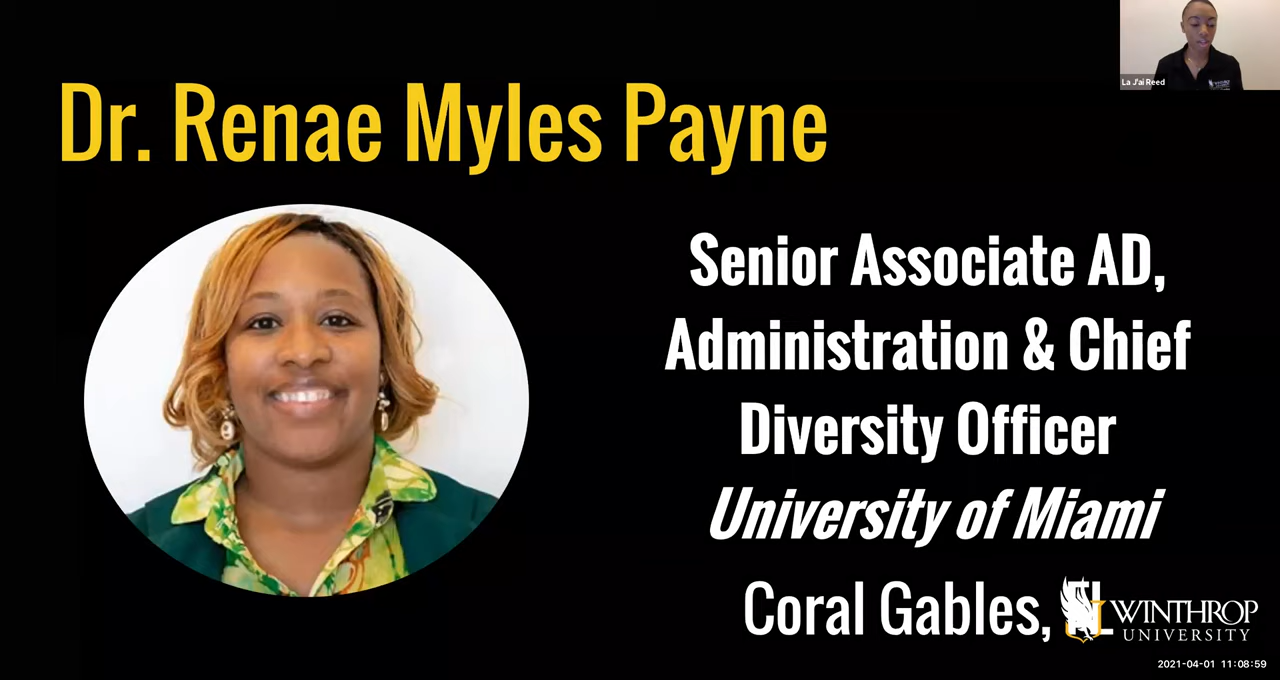 La J'ai Reed
Dr. Renae Myles Payne
Senior Associate AD,
Administration & Chief
Diversity Officer
University of Miami
Coral Gables, FL
WINTHROP
UNIVERSITY
2021-04-01 11:08:59